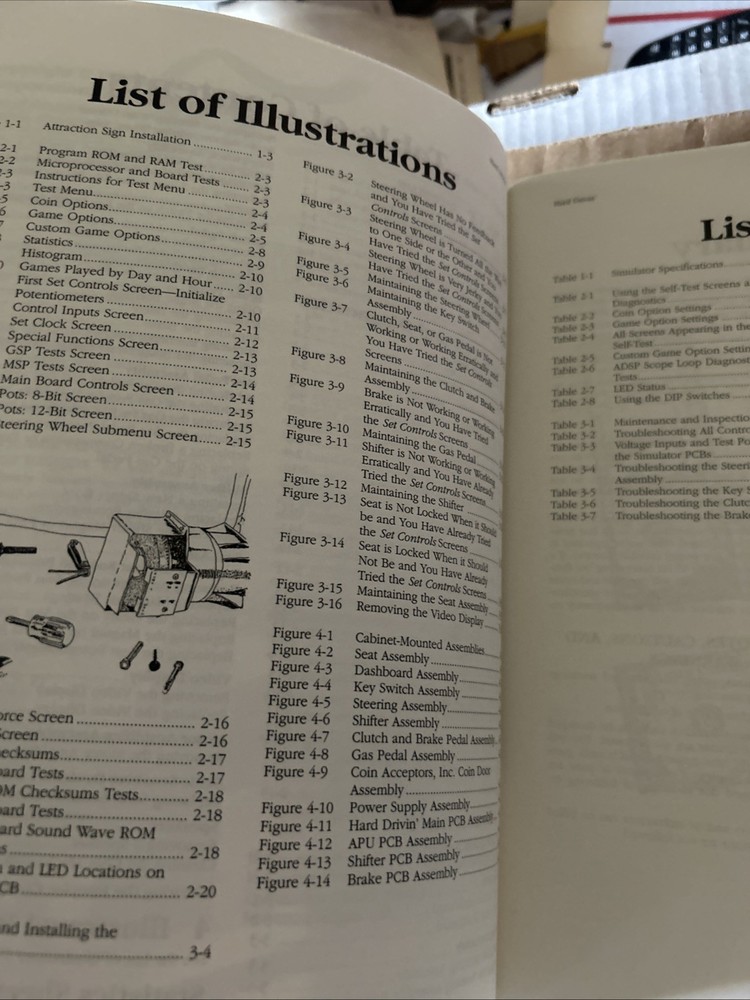 List of Illustrations
1-1 Attraction Sign Installation .......... 1-3
2-1 Program ROM and RAM Test .......... 2-3
2-2 Microprocessor and Board Tests .......... 2-3
-3 Instructions for Test Menu .......... 2-3
Test Menu .......... 2-4
Coin Options .......... 2-4
Game Options .......... 2-5
Custom Game Options .......... 2-8
Statistics .......... 2-9
Histogram .......... 2-10
Games Played by Day and Hour ...... 2-10
First Set Controls Screen—Initialize
Potentiometers .......... 2-10
Control Inputs Screen .......... 2-11
Set Clock Screen .......... 2-12
Special Functions Screen .......... 2-13
GSP Tests Screen .......... 2-13
MSP Tests Screen .......... 2-14
Main Board Controls Screen .......... 2-14
Pots: 8-Bit Screen .......... 2-15
Pots: 12-Bit Screen .......... 2-15
teering Wheel Submenu Screen ...... 2-15
orce Screen .......... 2-16
creen .......... 2-16
ecksums .......... 2-17
ard Tests .......... 2-17
OM Checksums Tests .......... 2-18
ard Tests .......... 2-18
ard Sound Wave ROM
s .......... 2-18
n and LED Locations on
CB .......... 2-20
nd Installing the
.......... 3-4
Figure 3-2 Steering Wheel Has No Feedback
and You Have Tried the Set
Controls Screens
Figure 3-3 Steering Wheel is Turned All the
to One Side or the Other and You
Have Tried the Set Controls Screens
Figure 3-4 Steering Wheel is Very Jerky and You
Have Tried the Set Controls Screens
Figure 3-5 Maintaining the Steering Wheel
Figure 3-6 Maintaining the Key Switch
Assembly
Figure 3-7 Clutch, Seat, or Gas Pedal is Not
Working or Working Erratically and
You Have Tried the Set Controls
Screens
Figure 3-8 Maintaining the Clutch and Brake
Assembly
Figure 3-9 Brake is Not Working or Working
Erratically and You Have Tried
the Set Controls Screens
Figure 3-10 Maintaining the Gas Pedal
Figure 3-11 Shifter is Not Working or Working
Erratically and You Have Already
Tried the Set Controls Screens
Figure 3-12 Maintaining the Shifter
Figure 3-13 Seat is Not Locked When it Should
be and You Have Already Tried
the Set Controls Screens
Figure 3-14 Seat is Locked When it Should
Not Be and You Have Already
Tried the Set Controls Screens
Figure 3-15 Maintaining the Seat Assembly
Figure 3-16 Removing the Video Display
Figure 4-1 Cabinet-Mounted Assemblies
Figure 4-2 Seat Assembly
Figure 4-3 Dashboard Assembly
Figure 4-4 Key Switch Assembly
Figure 4-5 Steering Assembly
Figure 4-6 Shifter Assembly
Figure 4-7 Clutch and Brake Pedal Assembly
Figure 4-8 Gas Pedal Assembly
Figure 4-9 Coin Acceptors, Inc. Coin Door
Assembly
Figure 4-10 Power Supply Assembly
Figure 4-11 Hard Drivin' Main PCB Assembly
Figure 4-12 APU PCB Assembly
Figure 4-13 Shifter PCB Assembly
Figure 4-14 Brake PCB Assembly
Hard Drivin'
Lis
Table 1-1 Simulator Specifications
Table 2-1 Using the Self-Test Screens a
Diagnostics
Table 2-2 Coin Option Settings
Table 2-3 Game Option Settings
Table 2-4 All Screens Appearing in the
Self-Test
Table 2-5 Custom Game Option Settin
Table 2-6 ADSP Scope Loop Diagnost
Tests
Table 2-7 LED Status
Table 2-8 Using the DIP Switches
Table 3-1 Maintenance and Inspectio
Table 3-2 Troubleshooting All Contro
Table 3-3 Voltage Inputs and Test Po
the Simulator PCBs
Table 3-4 Troubleshooting the Steeri
Assembly
Table 3-5 Troubleshooting the Key S
Table 3-6 Troubleshooting the Clutc
Table 3-7 Troubleshooting the Brake